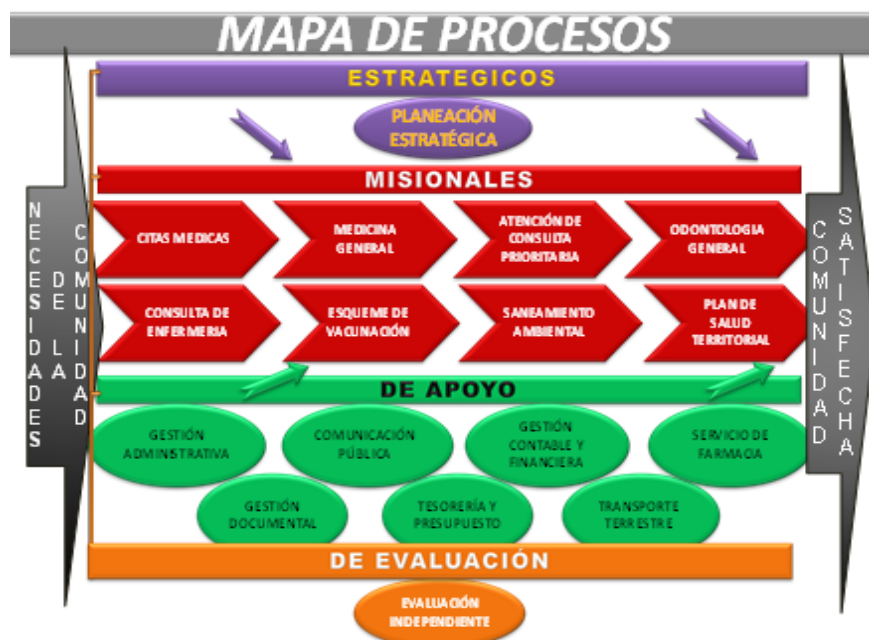 MAPA DE PROCESOS
ESTRATEGICOS
PLANEACIÓN
ESTRATÉGICA
MISIONALES
NECESIDADES
DE LA
COMUNIDAD
CITAS MEDICAS
MEDICINA
GENERAL
ATENCIÓN DE
CONSULTA
PRIORITARIA
ODONTOLOGIA
GENERAL
CONSULTA DE
ENFERMERIA
ESQUEME DE
VACUNACIÓN
SANEAMIENTO
AMBIENTAL
PLAN DE
SALUD
TERRITORIAL
COMUNIDAD
SATISFECHA
DE APOYO
GESTIÓN
ADMINISTRATIVA
COMUNICACIÓN
PÚBLICA
GESTIÓN
CONTABLE Y
FINANCIERA
SERVICIO DE
FARMACIA
GESTIÓN
DOCUMENTAL
TESORERÍA Y
PRESUPUESTO
TRANSPORTE
TERRESTRE
DE EVALUACIÓN
EVALUACIÓN
INDEPENDIENTE